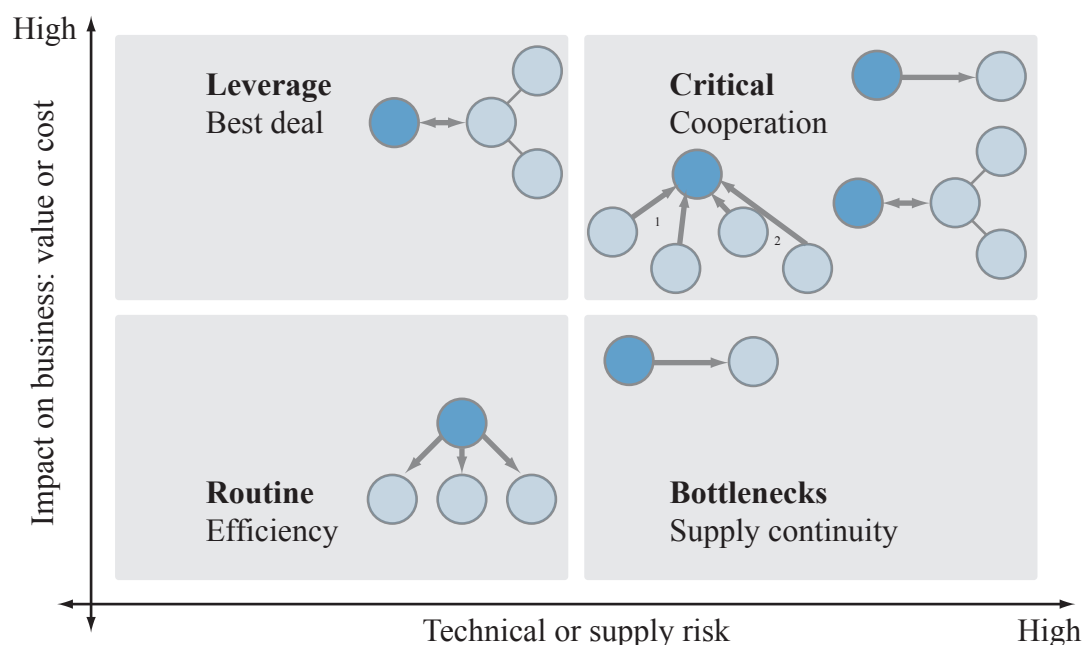 High
Impact on business: value or cost
Leverage
Best deal
Critical
Cooperation
1
2
Routine
Efficiency
Bottlenecks
Supply continuity
Technical or supply risk
High